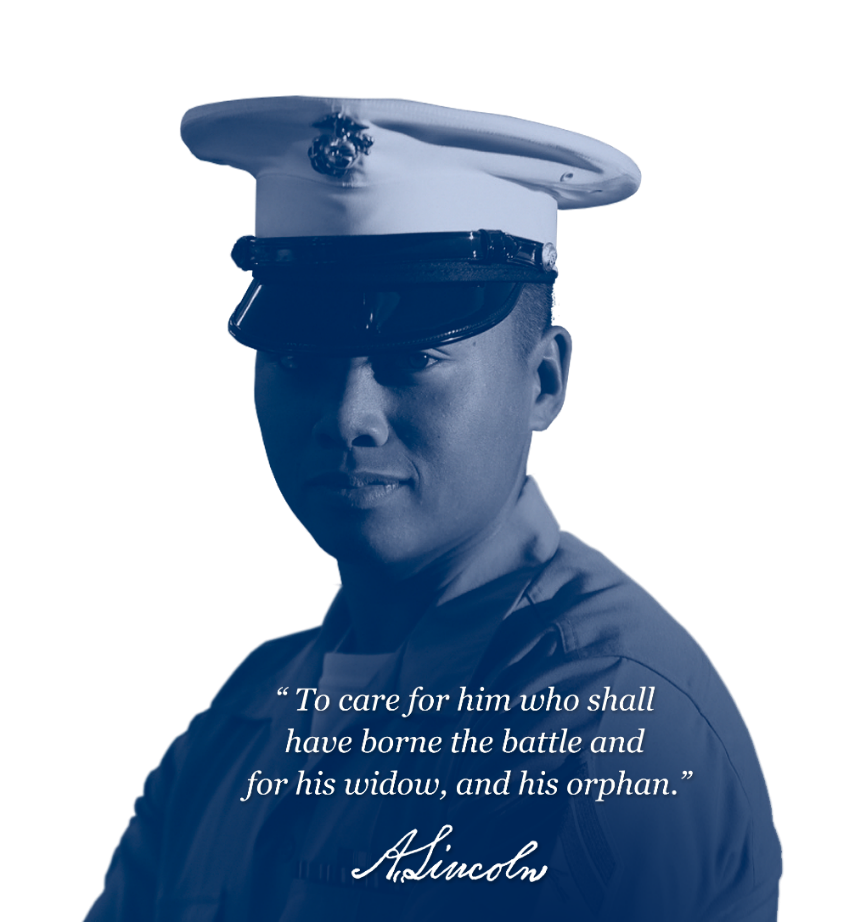 “ To care for him who shall
have borne the battle and
for his widow, and his orphan.”
A. Lincoln